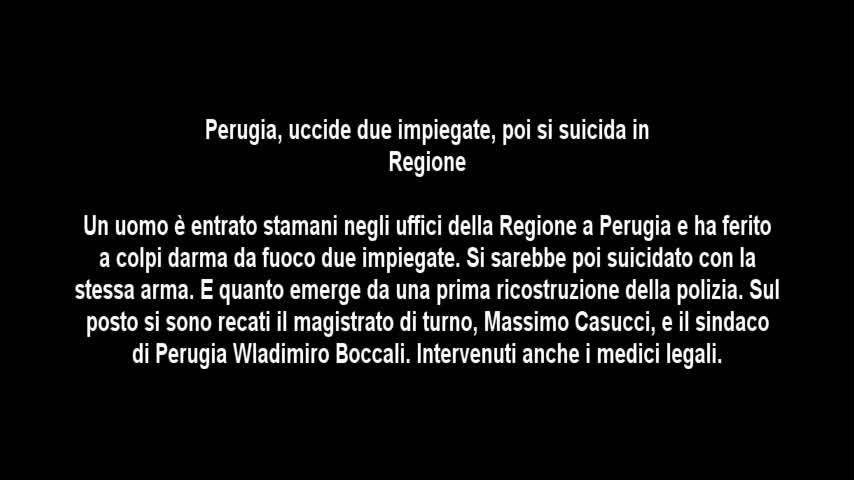 Perugia, uccide due impiegate, poi si suicida in
Regione
Un uomo è entrato stamani negli uffici della Regione a Perugia e ha ferito
a colpi darma da fuoco due impiegate. Si sarebbe poi suicidato con la
stessa arma. E quanto emerge da una prima ricostruzione della polizia. Sul
posto si sono recati il magistrato di turno, Massimo Casucci, e il sindaco
di Perugia Wladimiro Boccali. Intervenuti anche i medici legali.